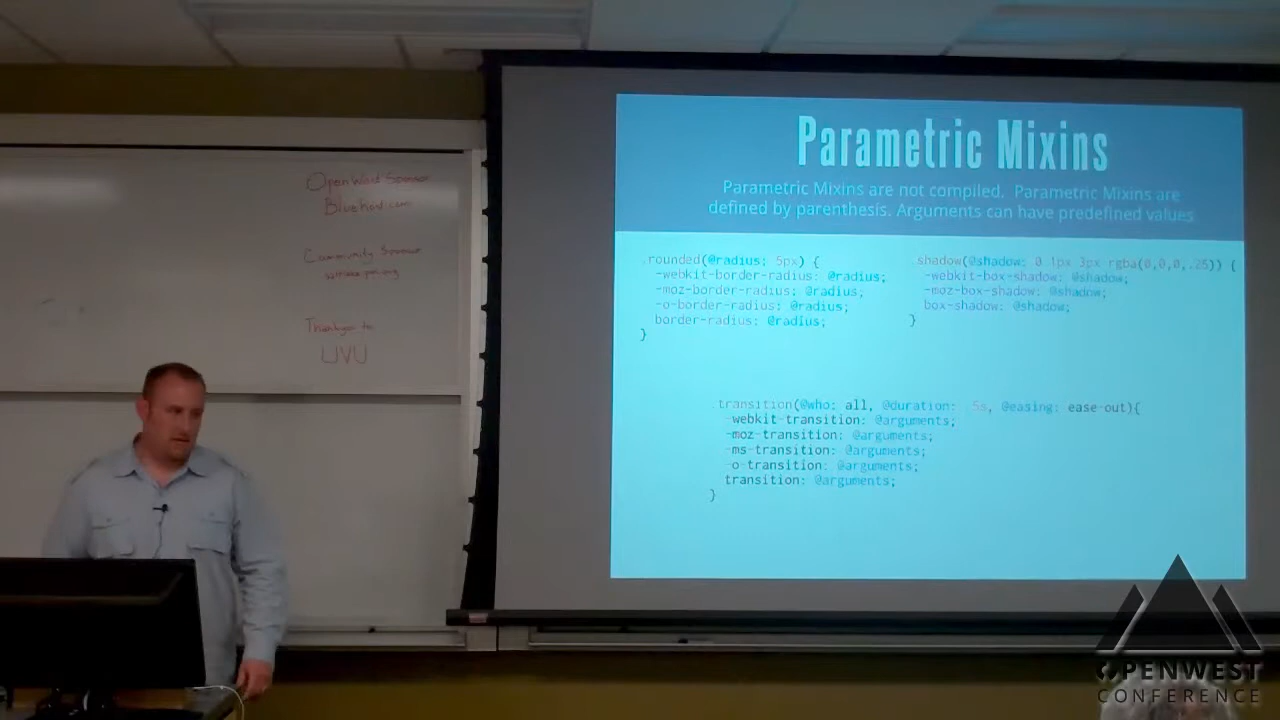 OpenWest Sponsor
Bluehost.com
Community Sponsor
Thankyou to
UVU
Parametric Mixins
Parametric Mixins are not compiled. Parametric Mixins are
defined by parenthesis. Arguments can have predefined values
.rounded(@radius: 5px) {
-webkit-border-radius: @radius;
-moz-border-radius: @radius;
-o-border-radius: @radius;
border-radius: @radius;
}
.shadow(@shadow: 0 1px 3px rgba(0,0,0,.25)) {
-webkit-box-shadow: @shadow;
-moz-box-shadow: @shadow;
box-shadow: @shadow;
}
.transition(@who: all, @duration: .5s, @easing: ease-out){
-webkit-transition: @arguments;
-moz-transition: @arguments;
-ms-transition: @arguments;
-o-transition: @arguments;
transition: @arguments;
}
OPENWEST
CONFERENCE